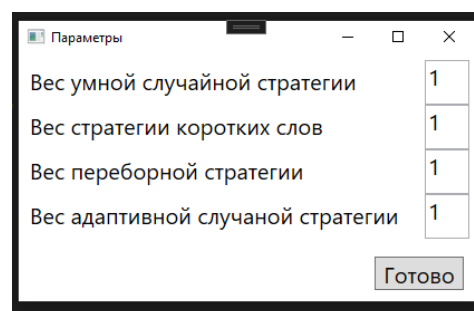 Параметры
Вес умной случайной стратегии 1
Вес стратегии коротких слов 1
Вес переборной стратегии 1
Вес адаптивной случаной стратегии 1
Готово